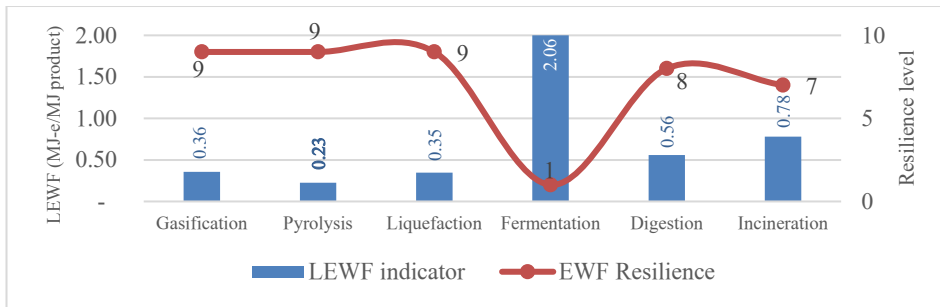 LEWF (MJ-e/MJ product)
2.00
1.50
1.00
0.50
-
10
5
0
Resilience level
9
9
9
1
8
7
0.36
0.23
0.35
2.06
0.56
0.78
Gasification
Pyrolysis
Liquefaction
Fermentation
Digestion
Incineration
LEWF indicator
EWF Resilience